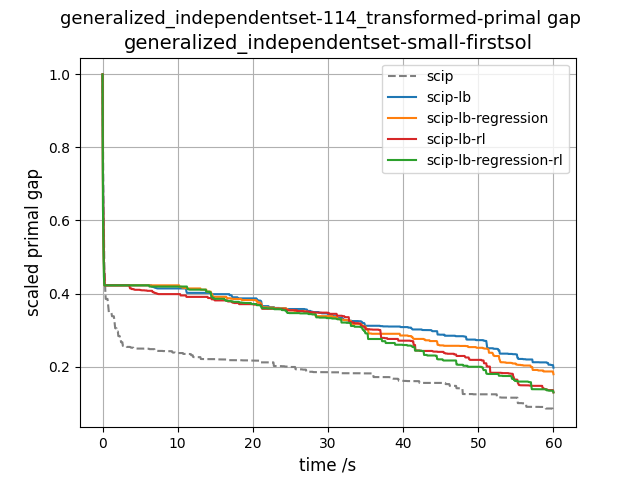 generalized_independentset-114_transformed-primal gap
generalized_independentset-small-firstsol
scip
scip-lb
scip-lb-regression
scip-lb-rl
scip-lb-regression-rl
scaled primal gap
1.0
0.8
0.6
0.4
0.2
0
10
20
30
40
50
60
time /s